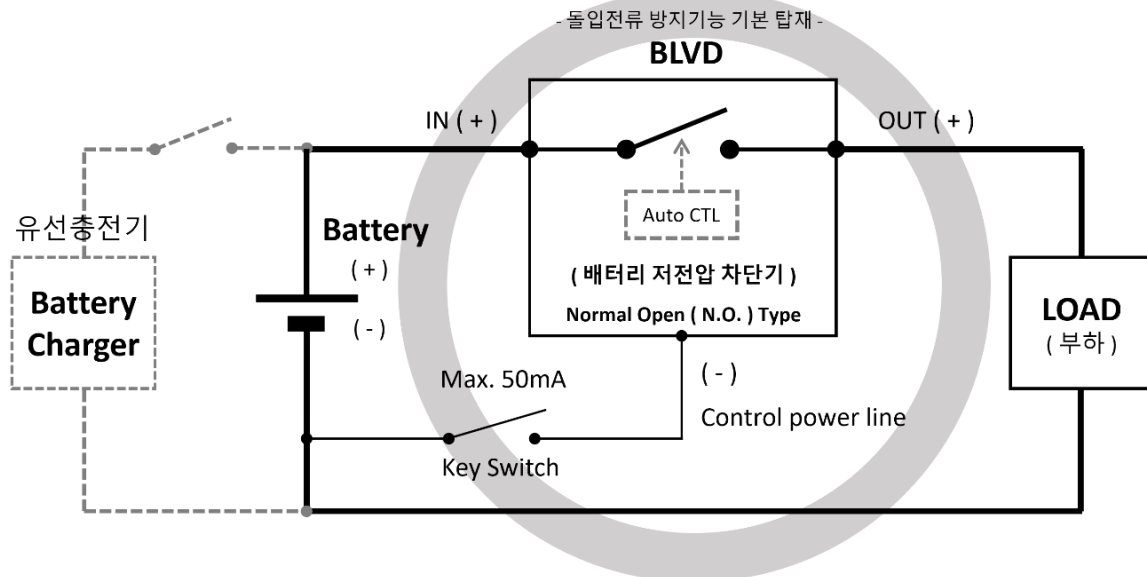 - 돌입전류 방지기능 기본 탑재 -
BLVD
IN ( + )
OUT ( + )
Auto CTL
( 배터리 저전압 차단기 )
Normal Open ( N.O. ) Type
유선충전기
Battery
Charger
Battery
( + )
( - )
LOAD
( 부하 )
Max. 50mA
Key Switch
( - )
Control power line